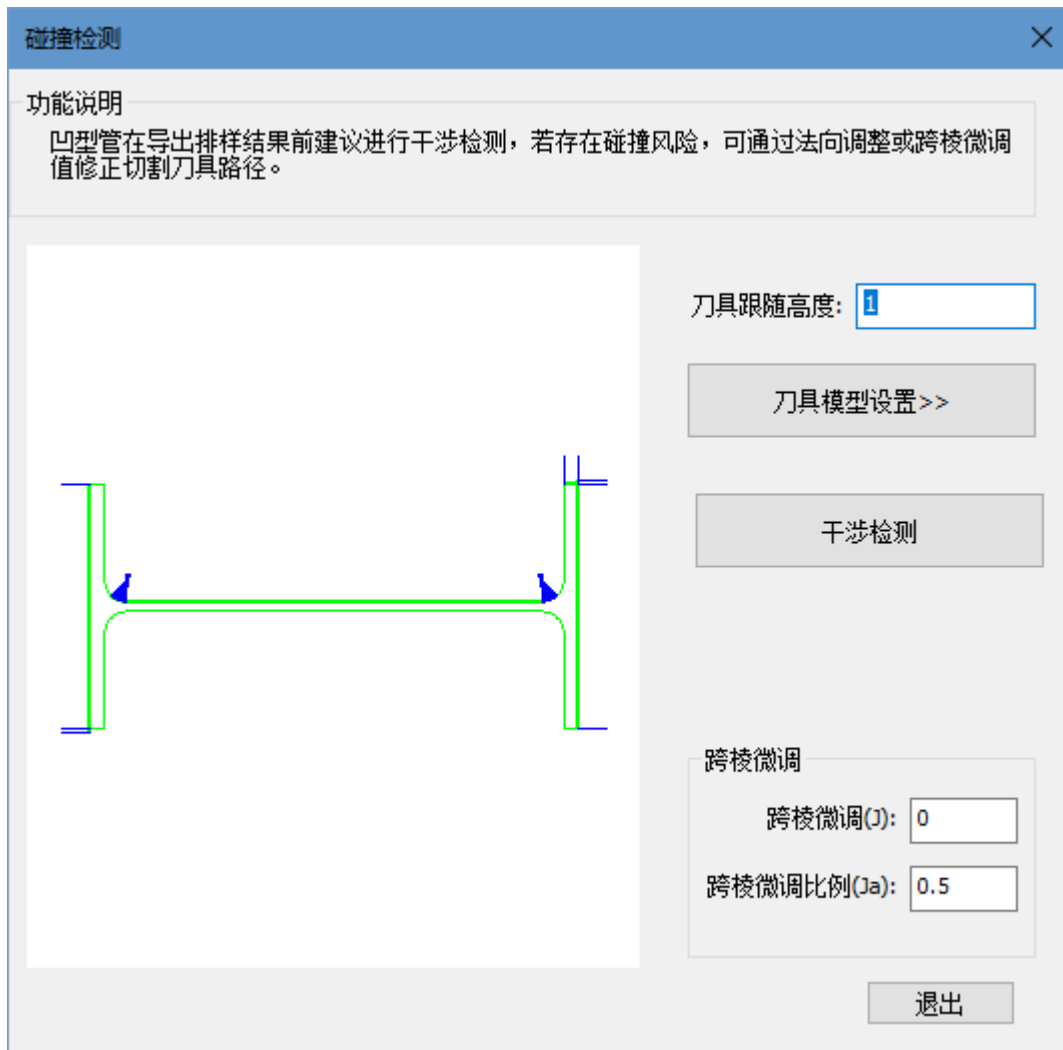 碰撞检测
功能说明
凹型管在导出排样结果前建议进行干涉检测，若存在碰撞风险，可通过法向调整或跨棱微调
值修正切割刀具路径。
刀具跟随高度: 1
刀具模型设置>>
干涉检测
跨棱微调
跨棱微调(J): 0
跨棱微调比例(Ja): 0.5
退出